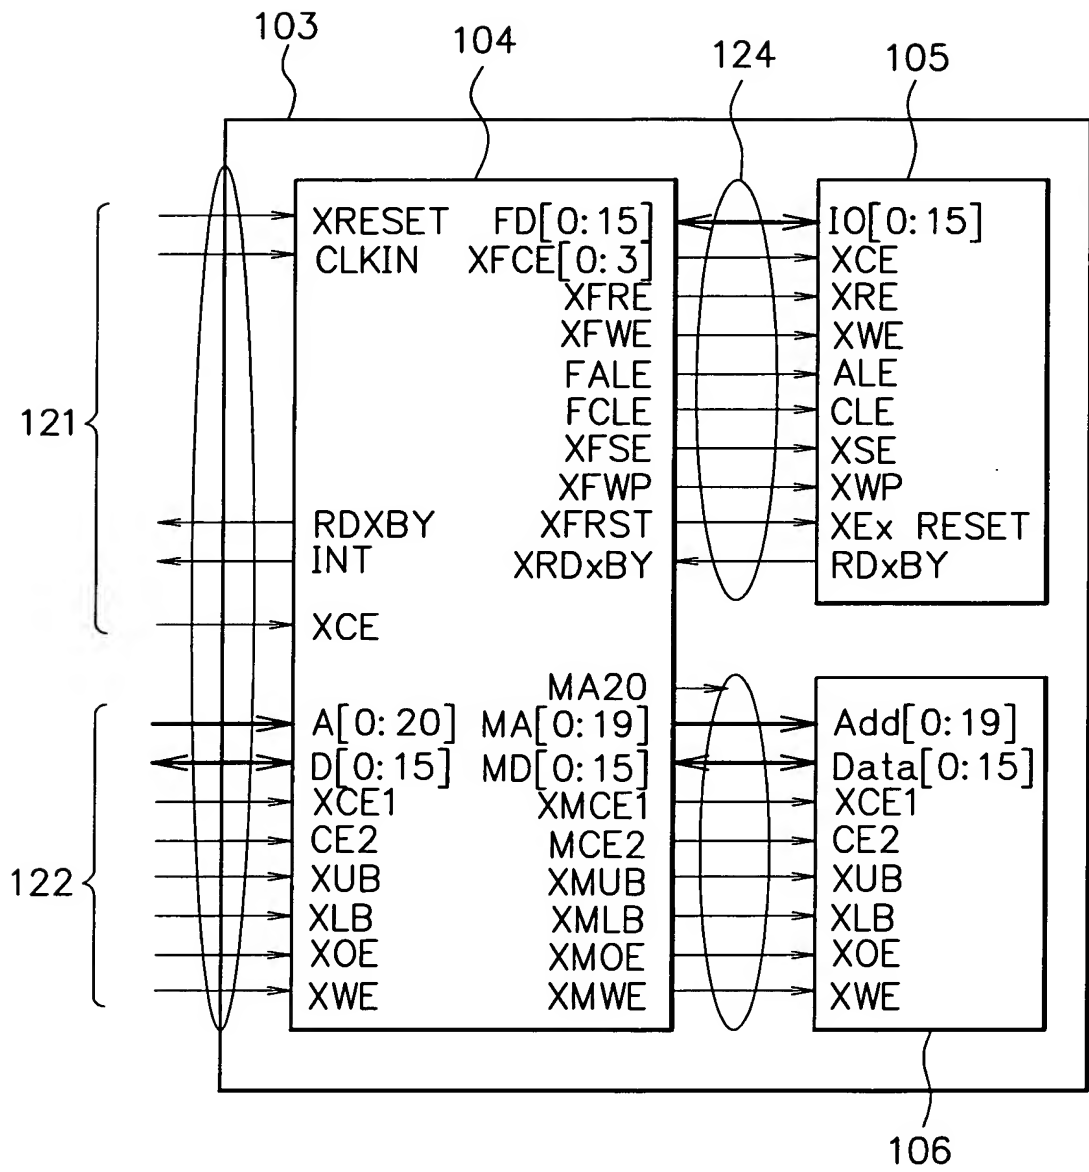 103
104
124
105
XRESET FD[0:15] IO[0:15]
CLKIN XFCE[0:3] XCE
XFRE XRE
XFWE XWE
FALE ALE
121 FCLE CLE
XFSE XSE
XFWP XWP
RDXBY XFRST XEx RESET
INT XRDxBY RDxBY
XCE
MA20
A[0:20] MA[0:19] Add[0:19]
D[0:15] MD[0:15] Data[0:15]
XCE1 XMCE1 XCE1
CE2 MCE2 CE2
122 XUB XMUB XUB
XLB XMLB XLB
XOE XMOE XOE
XWE XMWE XWE
106